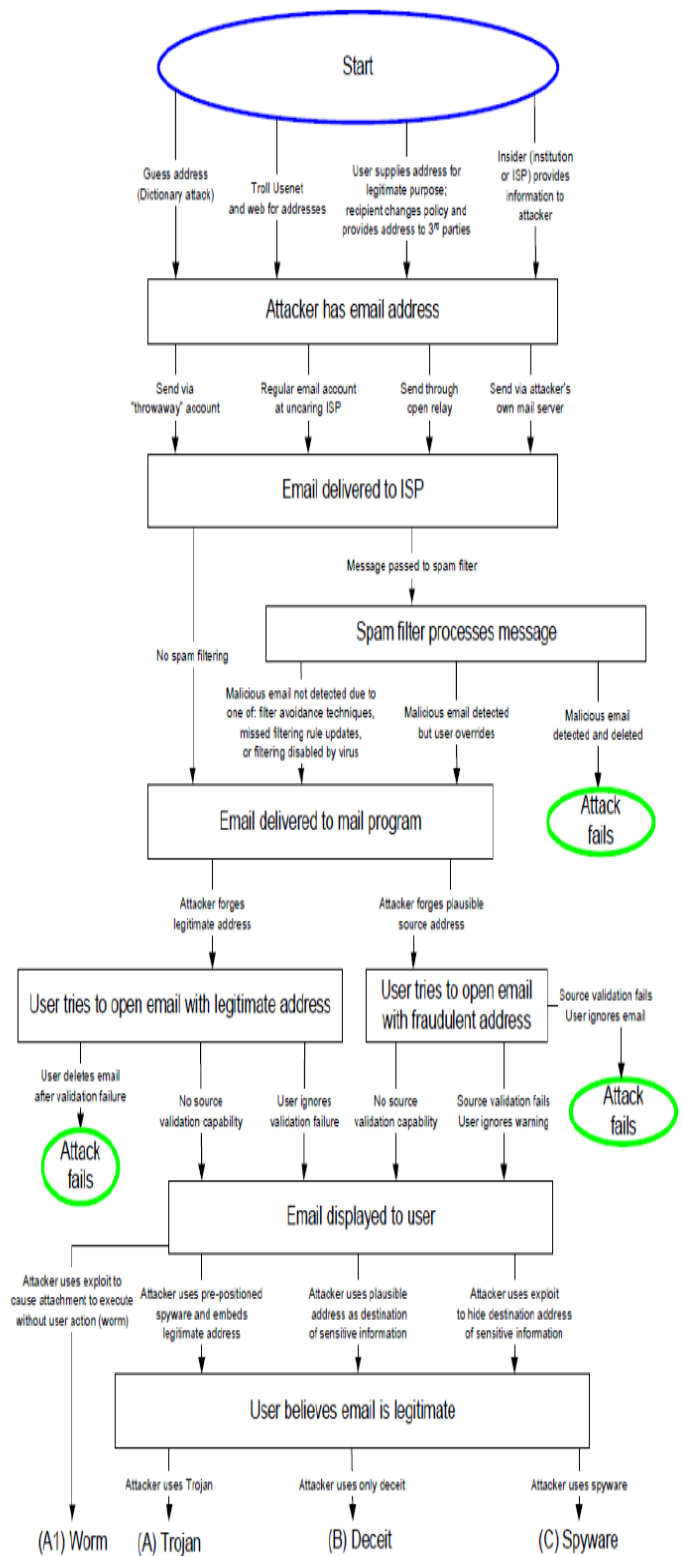 Start
Guess address
(Dictionary attack)
Troll Usenet
and web for addresses
User supplies address for
legitimate purpose;
recipient changes policy and
provides address to 3rd parties
Insider (institution
or ISP) provides
information to
attacker
Attacker has email address
Send via
"throwaway" account
Regular email account
at uncaring ISP
Send through
open relay
Send via attacker's
own mail server
Email delivered to ISP
Message passed to spam filter
Spam filter processes message
No spam filtering
Malicious email not detected due to
one of: filter avoidance techniques,
missed filtering rule updates,
or filtering disabled by virus
Malicious email detected
but user overrides
Malicious email
detected and deleted
Attack
fails
Email delivered to mail program
Attacker forges
legitimate address
Attacker forges plausible
source address
User tries to open email with legitimate address
User tries to open email
with fraudulent address
Source validation fails
User ignores email
Attack
fails
User deletes email
after validation failure
Attack
fails
No source
validation capability
User ignores
validation failure
No source
validation capability
Source validation fails
User ignores warning
Email displayed to user
Attacker uses exploit to
cause attachment to execute
without user action (worm)
Attacker uses pre-positioned
spyware and embeds
legitimate address
Attacker uses plausible
address as destination
of sensitive information
Attacker uses exploit
to hide destination address
of sensitive information
User believes email is legitimate
Attacker uses Trojan
Attacker uses only deceit
Attacker uses spyware
(A1) Worm
(A) Trojan
(B) Deceit
(C) Spyware